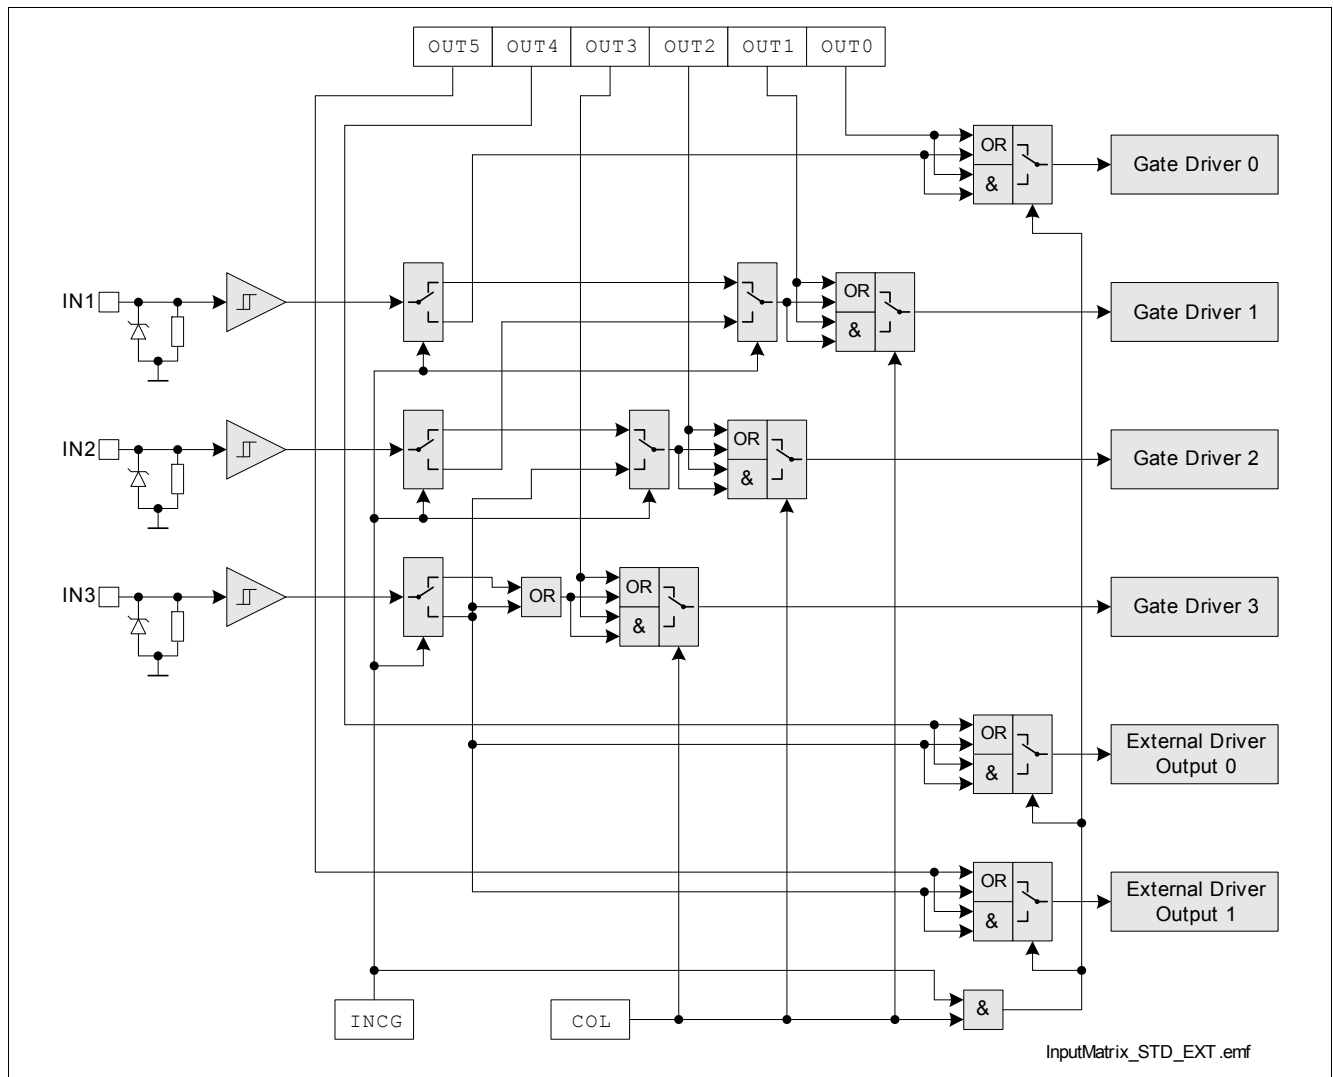 OUT5 OUT4 OUT3 OUT2 OUT1 OUT0
OR
&
Gate Driver 0
IN1
OR
&
Gate Driver 1
IN2
OR
&
Gate Driver 2
IN3
OR
OR
&
Gate Driver 3
OR
&
External Driver
Output 0
OR
&
External Driver
Output 1
INCG
COL
&
InputMatrix_STD_EXT.emf